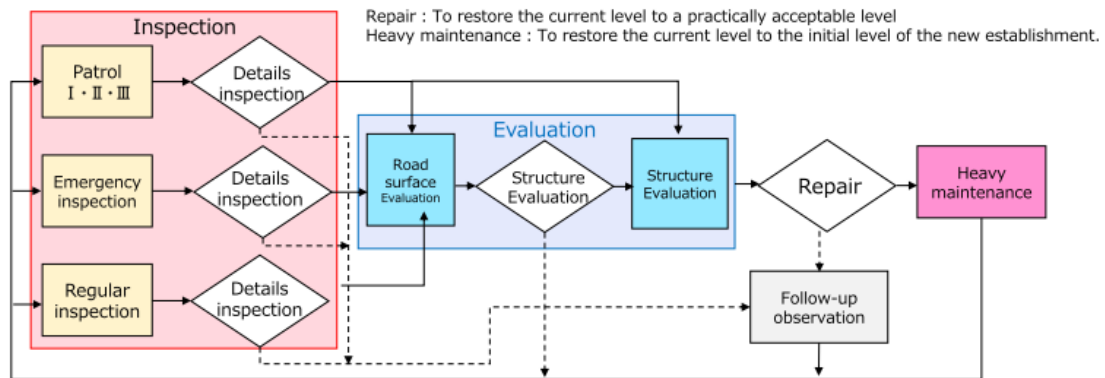 Repair : To restore the current level to a practically acceptable level
Heavy maintenance : To restore the current level to the initial level of the new establishment.
Inspection
Patrol
Ⅰ・Ⅱ・Ⅲ
Details
inspection
Emergency
inspection
Details
inspection
Regular
inspection
Details
inspection
Evaluation
Road
surface
Evaluation
Structure
Evaluation
Structure
Evaluation
Repair
Heavy
maintenance
Follow-up
observation